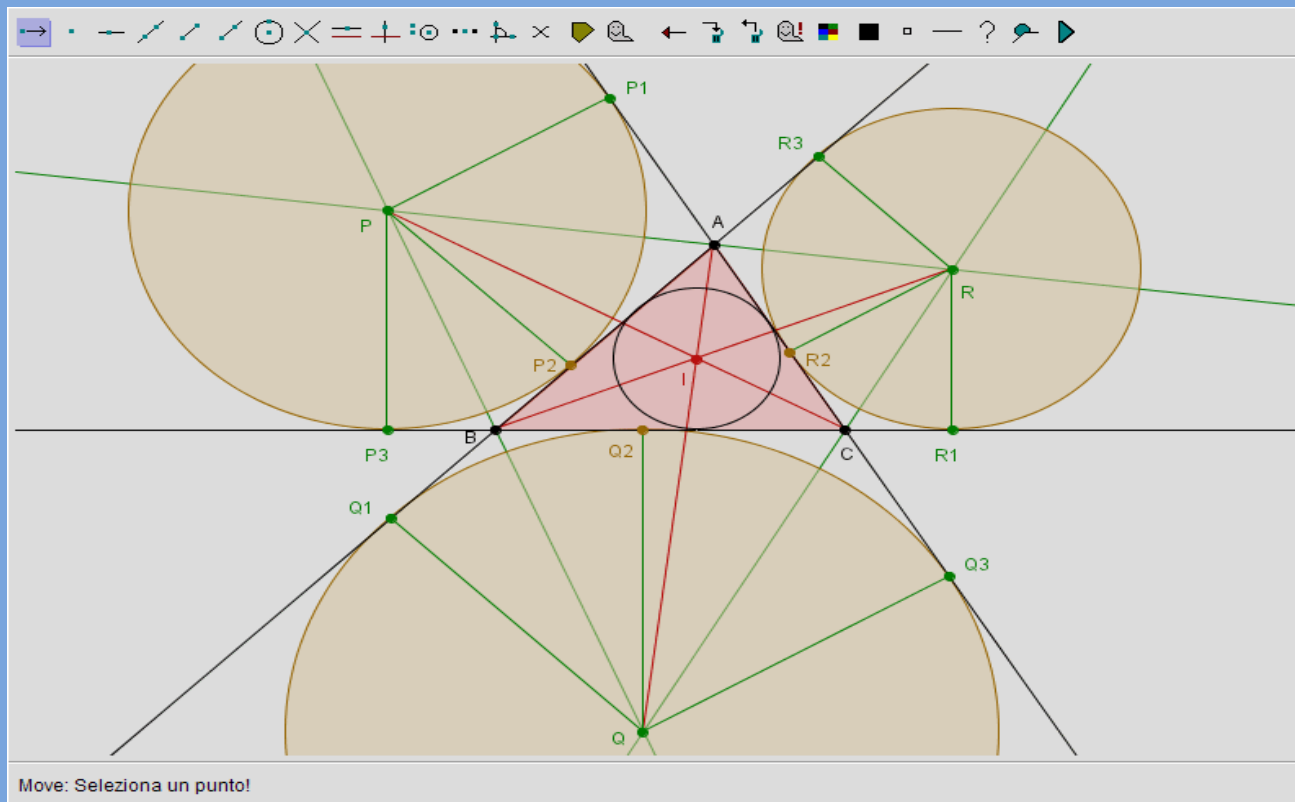 ?
P1
R3
A
P
R
P2
R2
I
B
C
P3
Q2
R1
Q1
Q3
Q
Move: Seleziona un punto!